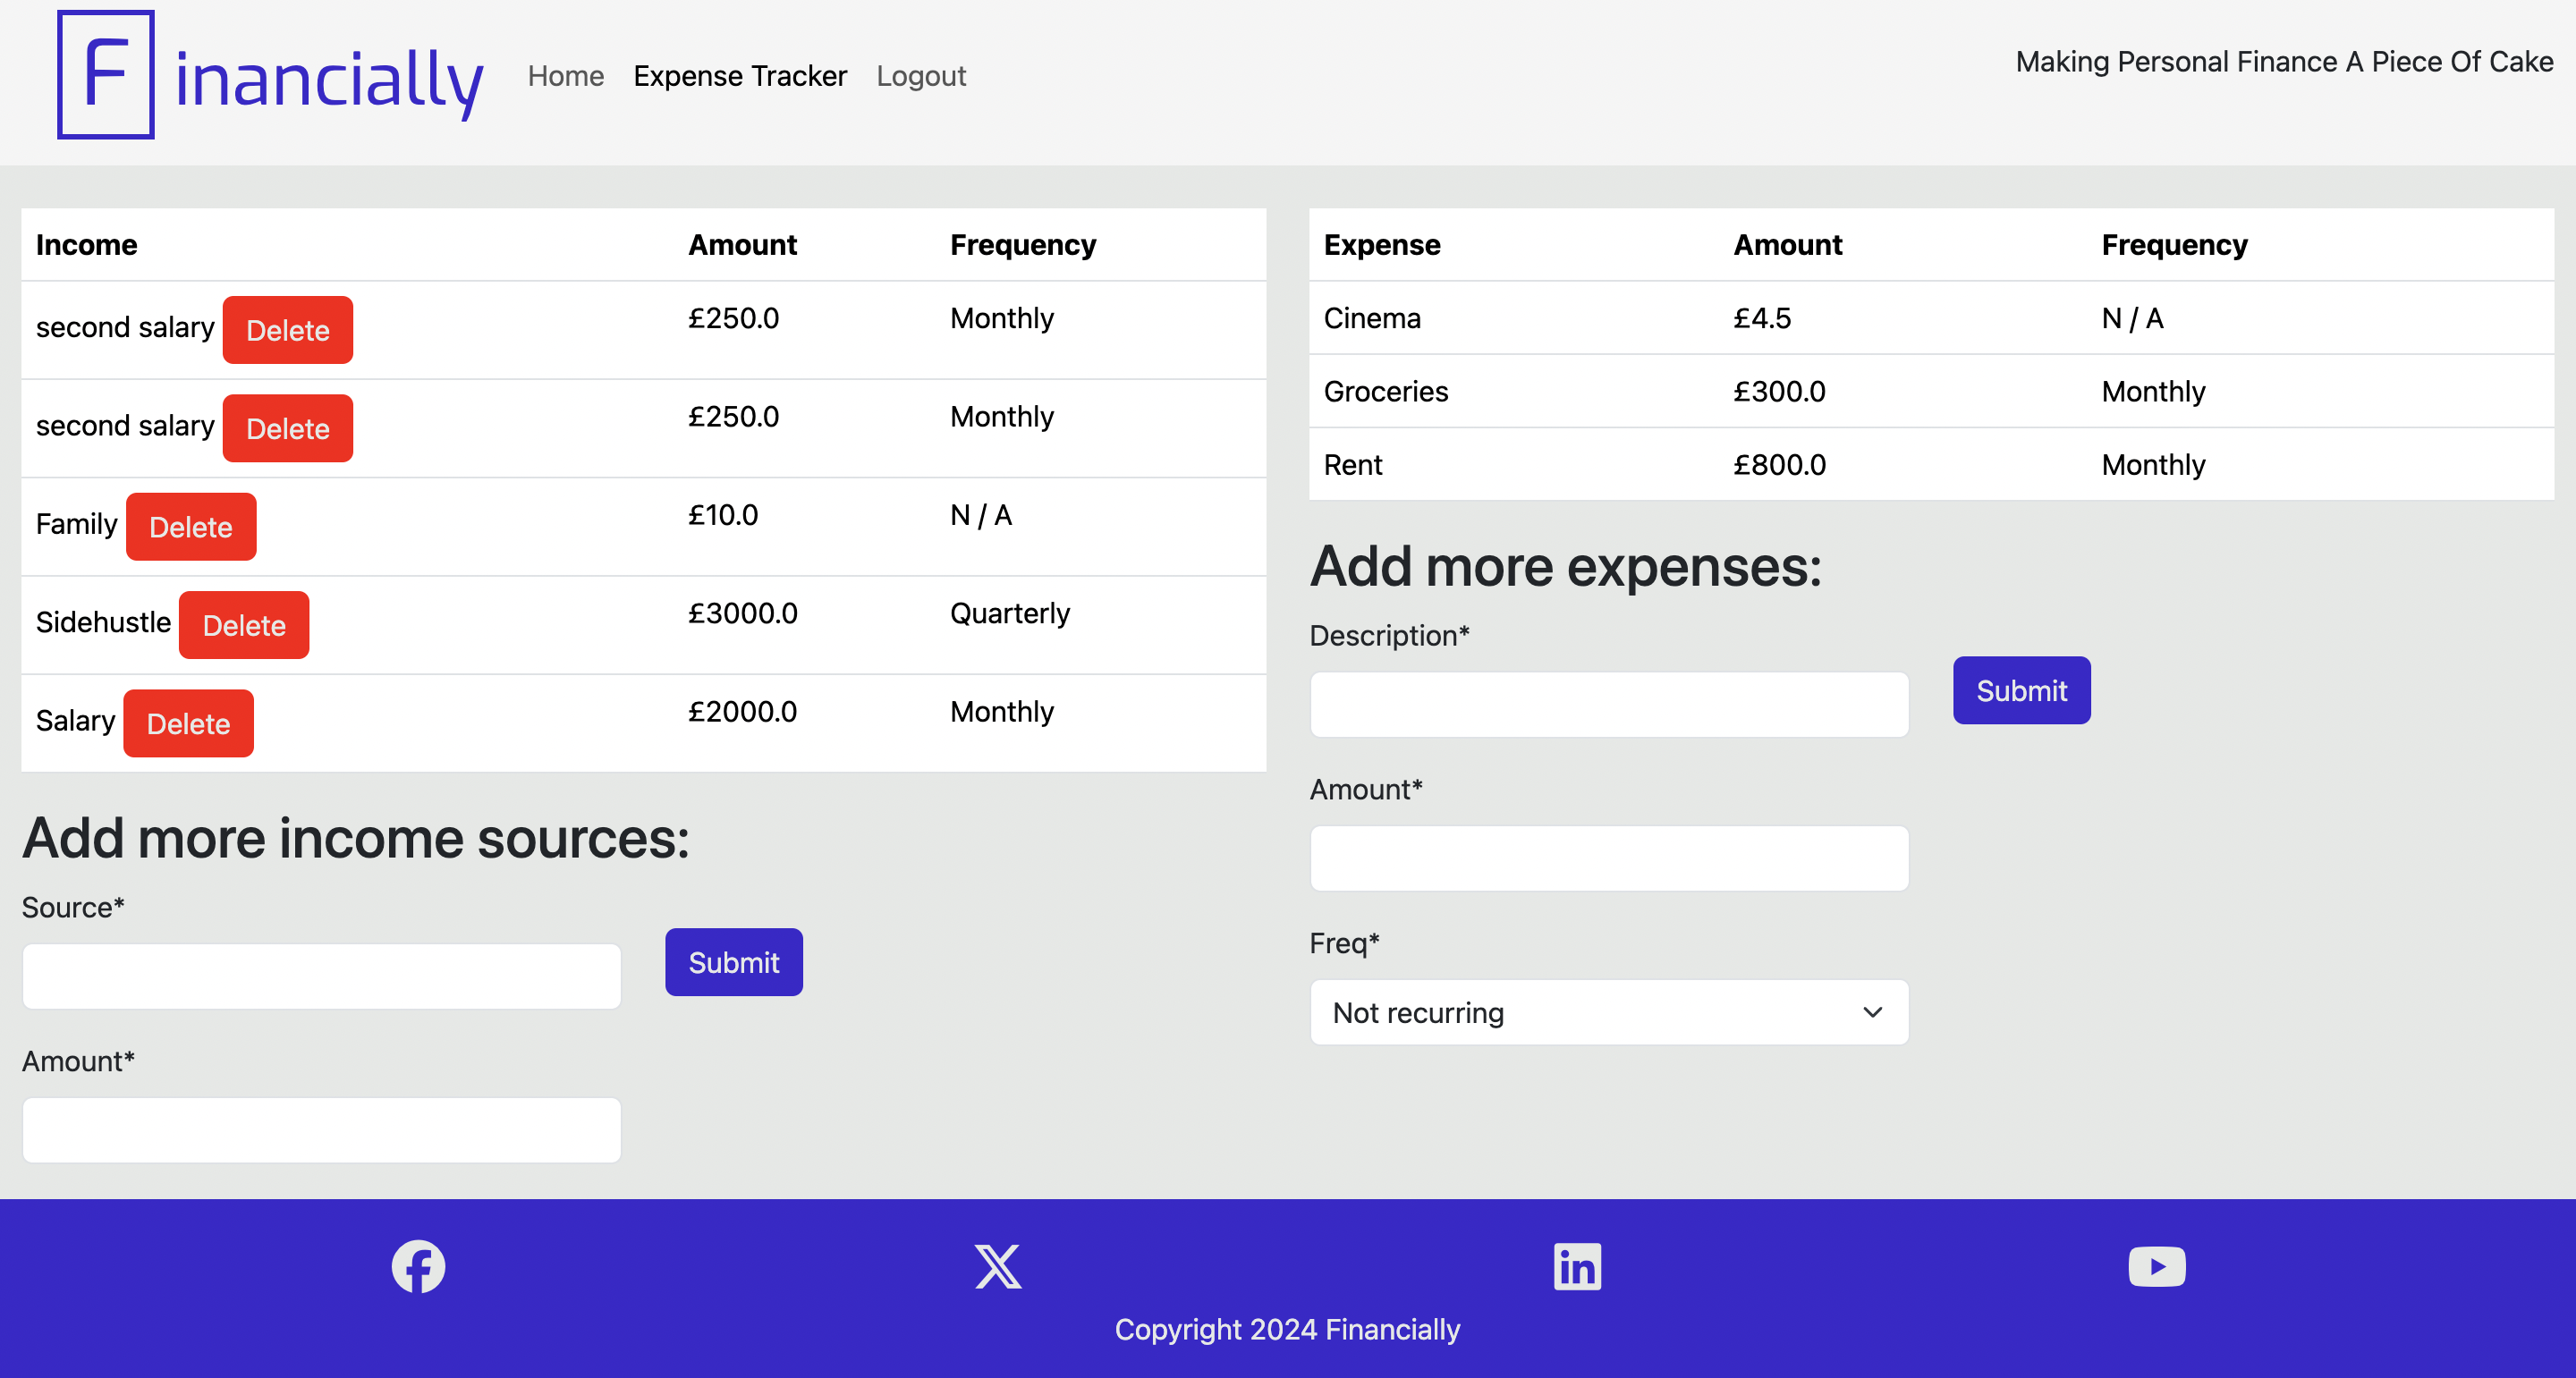 Financially Home Expense Tracker Logout Making Personal Finance A Piece Of Cake
Income Amount Frequency
second salary Delete £250.0 Monthly
second salary Delete £250.0 Monthly
Family Delete £10.0 N / A
Sidehustle Delete £3000.0 Quarterly
Salary Delete £2000.0 Monthly
Add more income sources:
Source*
Submit
Amount*
Expense Amount Frequency
Cinema £4.5 N / A
Groceries £300.0 Monthly
Rent £800.0 Monthly
Add more expenses:
Description*
Submit
Amount*
Freq*
Not recurring
Copyright 2024 Financially